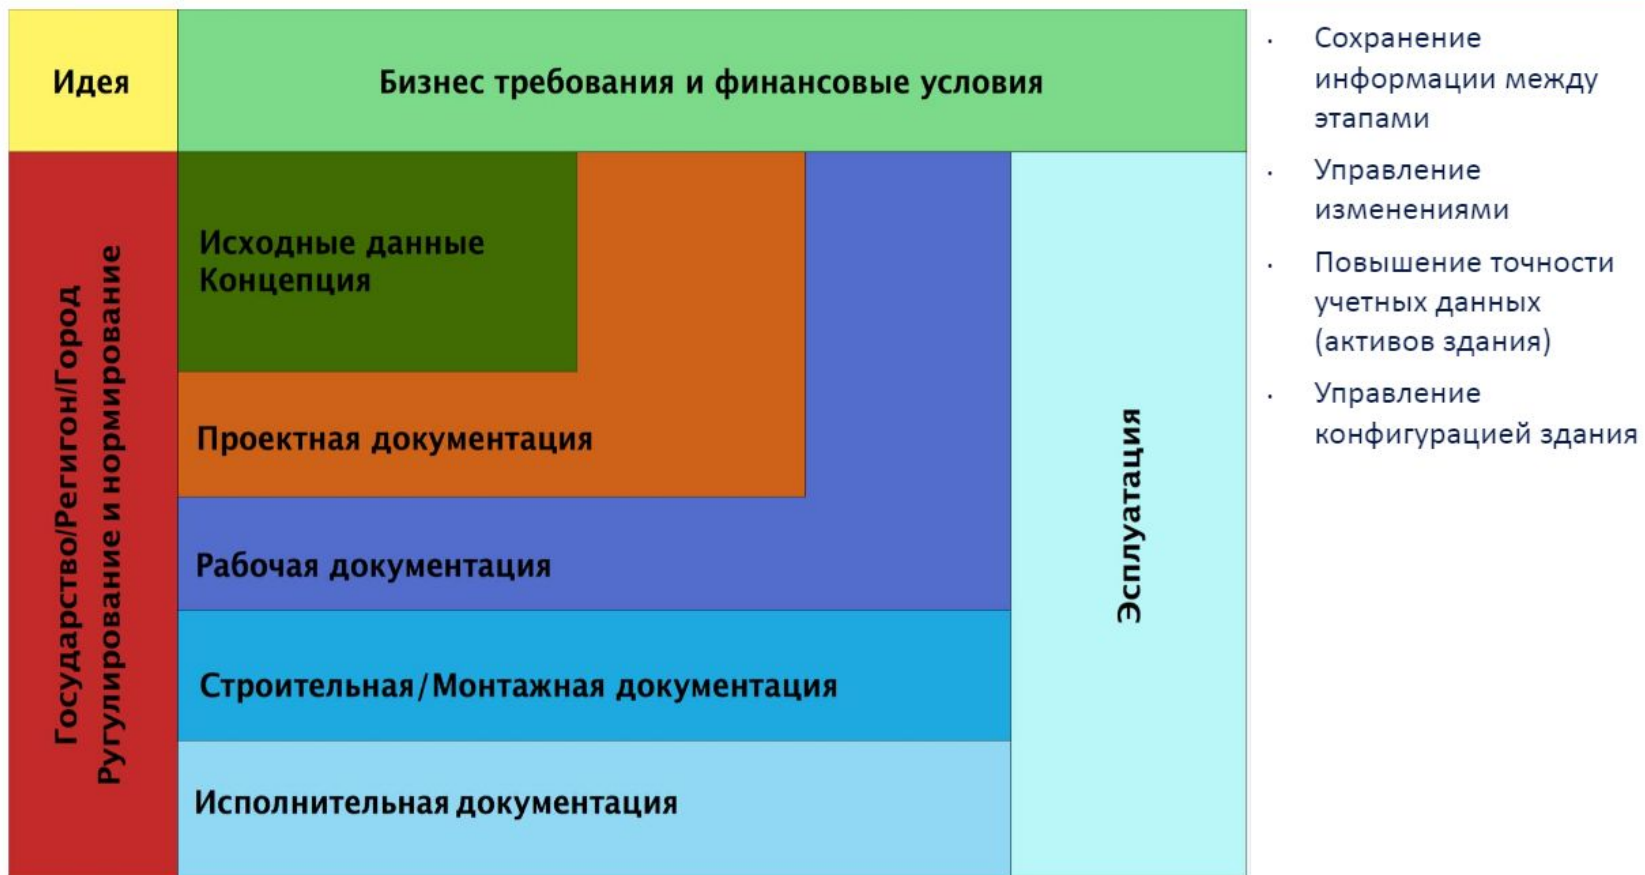 Идея
Бизнес требования и финансовые условия
Государство/Регигон/Город
Ругулирование и нормирование
Исходные данные
Концепция
Проектная документация
Рабочая документация
Строительная/Монтажная документация
Исполнительная документация
Эсплуатация
· Сохранение
информации между
этапами
· Управление
изменениями
· Повышение точности
учетных данных
(активов здания)
· Управление
конфигурацией здания